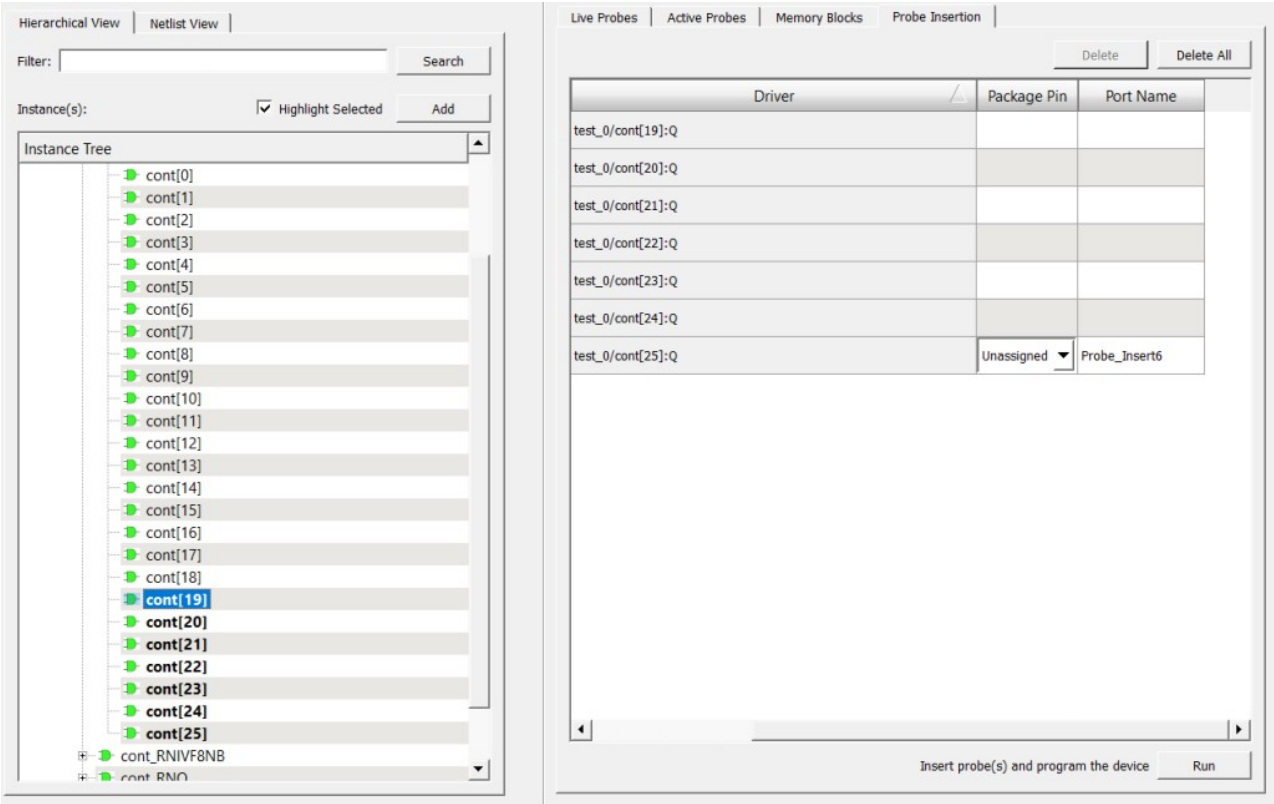 Hierarchical View Netlist View
Filter: Search
Instance(s): Highlight Selected Add
Instance Tree
cont[0]
cont[1]
cont[2]
cont[3]
cont[4]
cont[5]
cont[6]
cont[7]
cont[8]
cont[9]
cont[10]
cont[11]
cont[12]
cont[13]
cont[14]
cont[15]
cont[16]
cont[17]
cont[18]
cont[19]
cont[20]
cont[21]
cont[22]
cont[23]
cont[24]
cont[25]
cont_RNIVF8NB
cont_RNO
Live Probes Active Probes Memory Blocks Probe Insertion
Delete Delete All
Driver Package Pin Port Name
test_0/cont[19]:Q
test_0/cont[20]:Q
test_0/cont[21]:Q
test_0/cont[22]:Q
test_0/cont[23]:Q
test_0/cont[24]:Q
test_0/cont[25]:Q Unassigned Probe_Insert6
Insert probe(s) and program the device Run